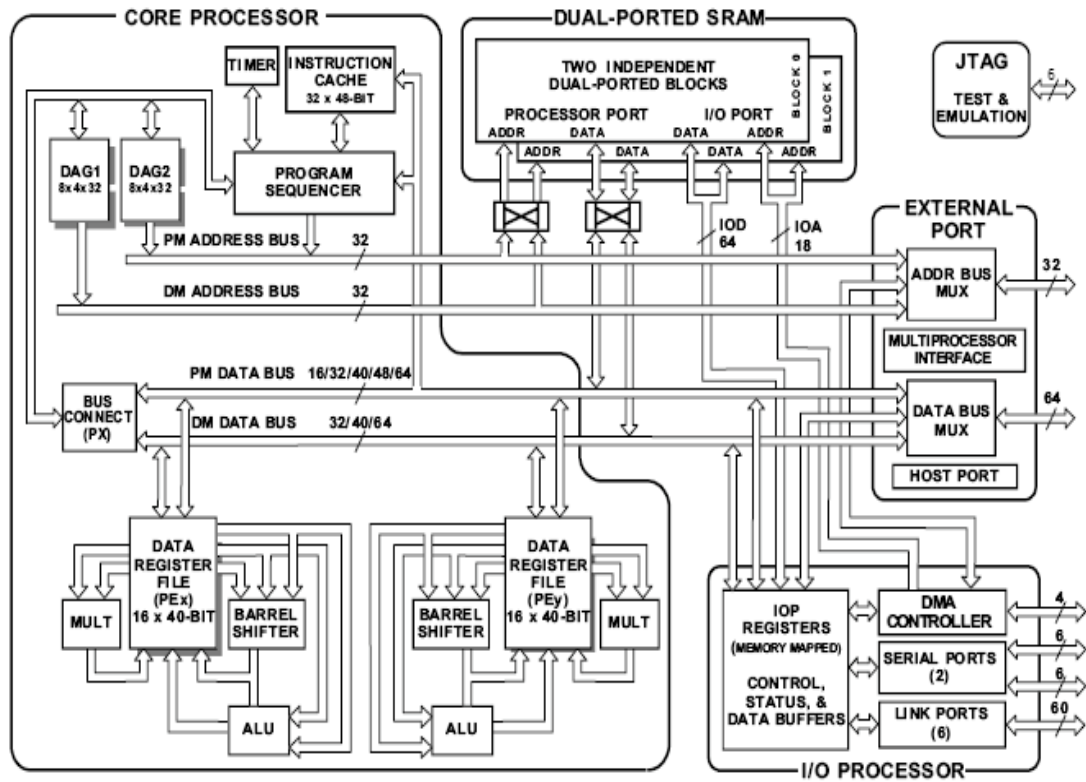 CORE PROCESSOR
TIMER
INSTRUCTION
CACHE
32 x 48-BIT
DAG1
8x4x32
DAG2
8x4x32
PROGRAM
SEQUENCER
PM ADDRESS BUS
32
DM ADDRESS BUS
32
PM DATA BUS
16/32/40/48/64
BUS
CONNECT
(PX)
DM DATA BUS
32/40/64
MULT
DATA
REGISTER
FILE
(PEx)
16 x 40-BIT
BARREL
SHIFTER
ALU
BARREL
SHIFTER
DATA
REGISTER
FILE
(PEy)
16 x 40-BIT
MULT
ALU
DUAL-PORTED SRAM
TWO INDEPENDENT
DUAL-PORTED BLOCKS
BLOCK 0
BLOCK 1
PROCESSOR PORT
I/O PORT
ADDR
DATA
DATA
ADDR
ADDR
DATA
DATA
ADDR
IOD
64
IOA
18
JTAG
TEST &
EMULATION
6
EXTERNAL
PORT
ADDR BUS
MUX
32
MULTIPROCESSOR
INTERFACE
DATA BUS
MUX
64
HOST PORT
IOP
REGISTERS
(MEMORY MAPPED)
CONTROL,
STATUS, &
DATA BUFFERS
DMA
CONTROLLER
4
SERIAL PORTS
(2)
6
6
LINK PORTS
(6)
60
I/O PROCESSOR